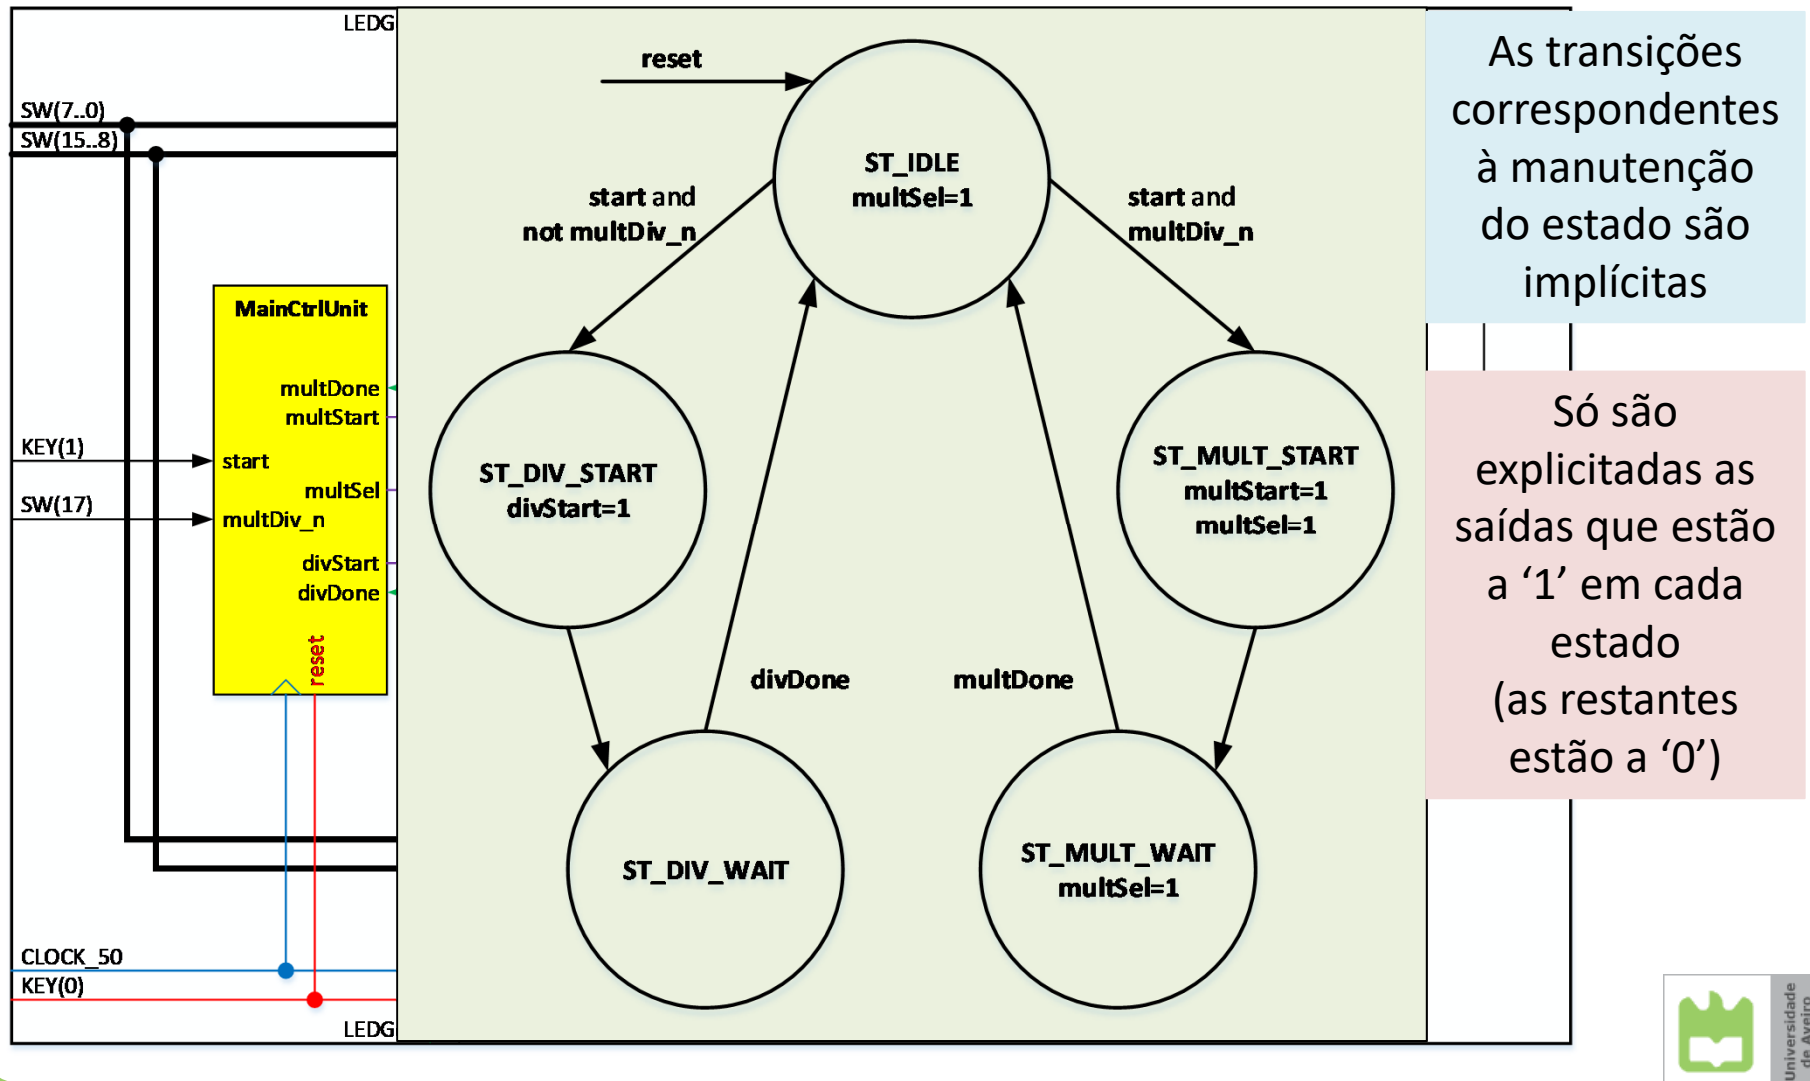 LEDG
SW(7..0)
SW(15..8)
MainCtrlUnit
multDone
multStart
KEY(1)
start
multSel
SW(17)
multDiv_n
divStart
divDone
reset
CLOCK_50
KEY(0)
LEDG
reset
ST_IDLE
multSel=1
start and
not multDiv_n
start and
multDiv_n
ST_DIV_START
divStart=1
ST_MULT_START
multStart=1
multSel=1
divDone
multDone
ST_DIV_WAIT
ST_MULT_WAIT
multSel=1
As transições
correspondentes
à manutenção
do estado são
implícitas
Só são
explicitadas as
saídas que estão
a ‘1’ em cada
estado
(as restantes
estão a ‘0’)
Universidade
de Aveiro